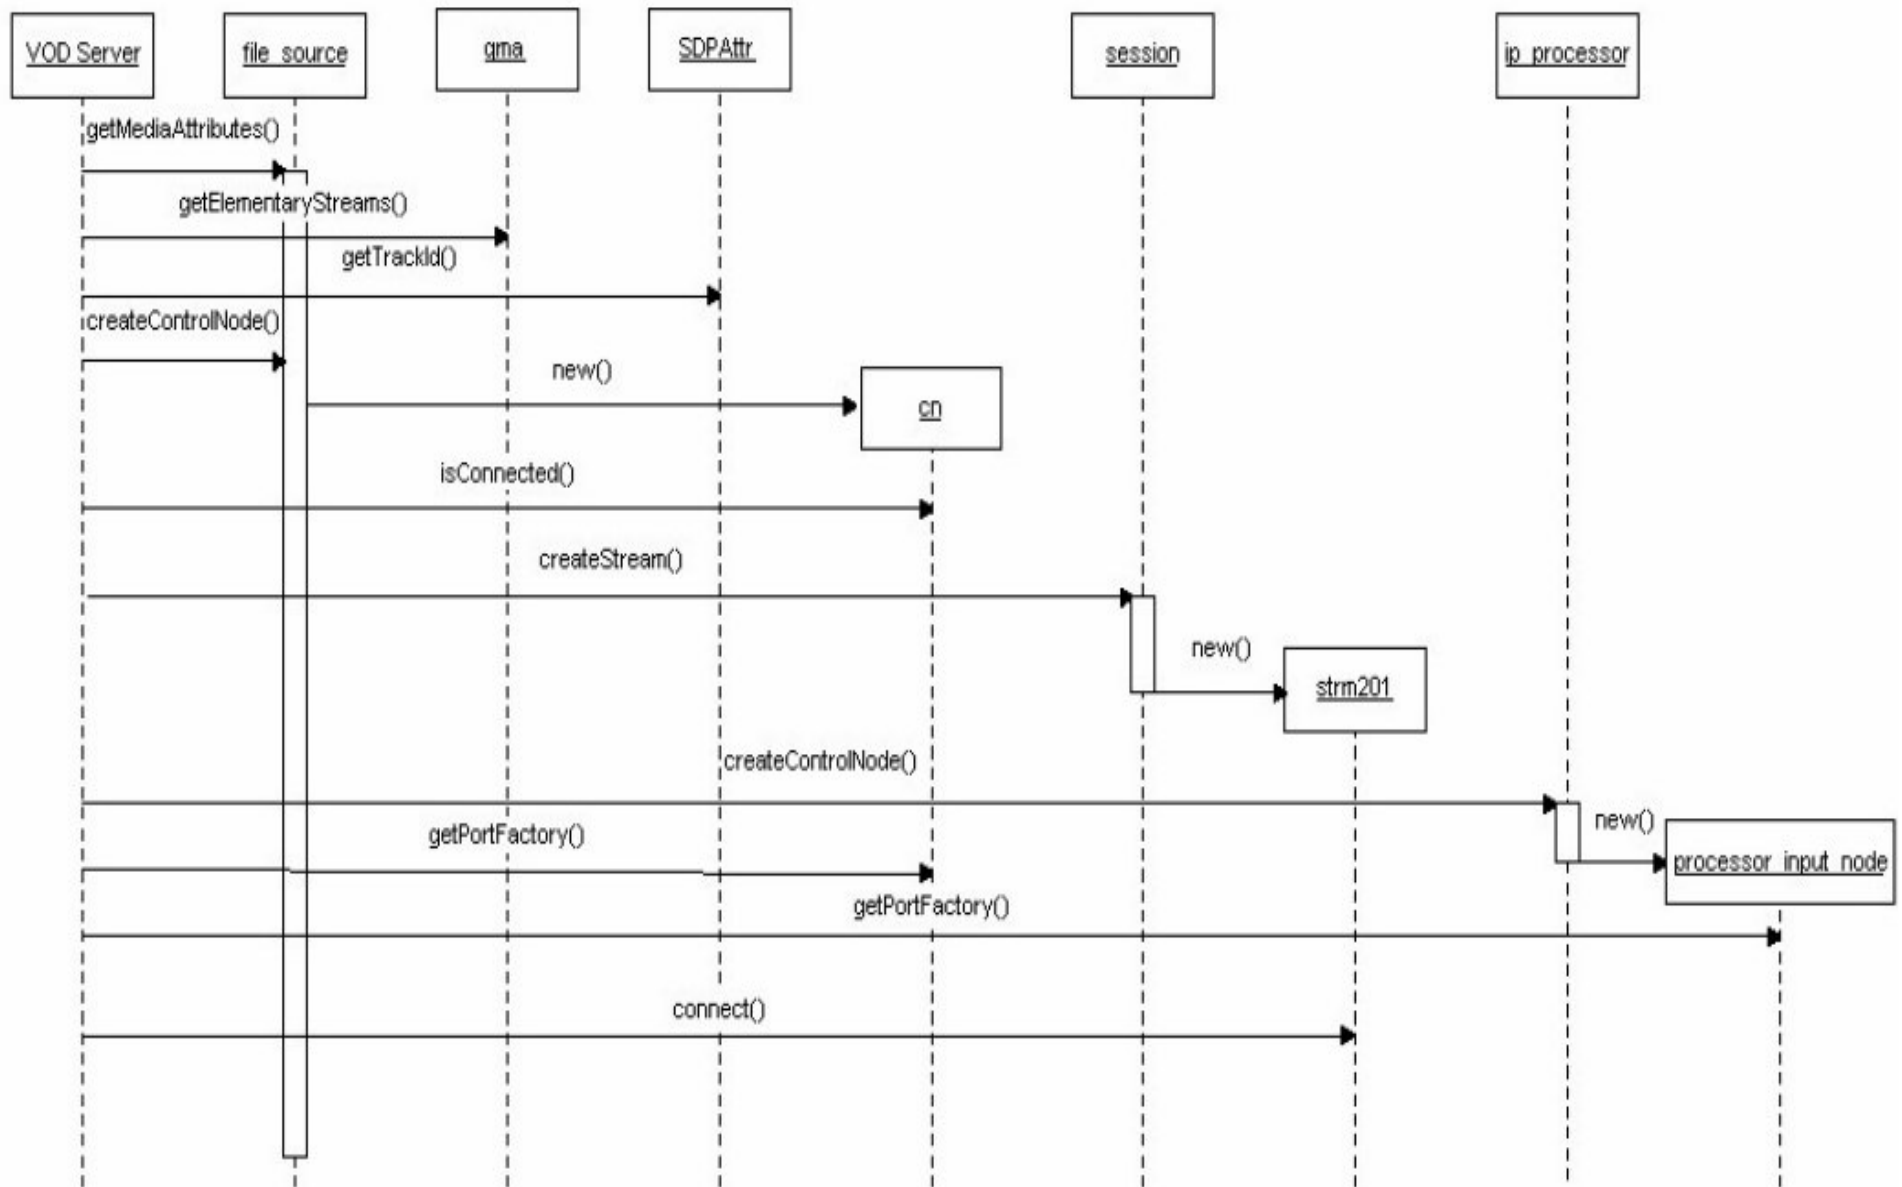 VOD Server
file_source
qma
SDPAttr
session
ip_processor
getMediaAttributes()
getElementaryStreams()
getTrackId()
createControlNode()
new()
cn
isConnected()
createStream()
new()
strm201
createControlNode()
new()
getPortFactory()
processor_input_node
getPortFactory()
connect()